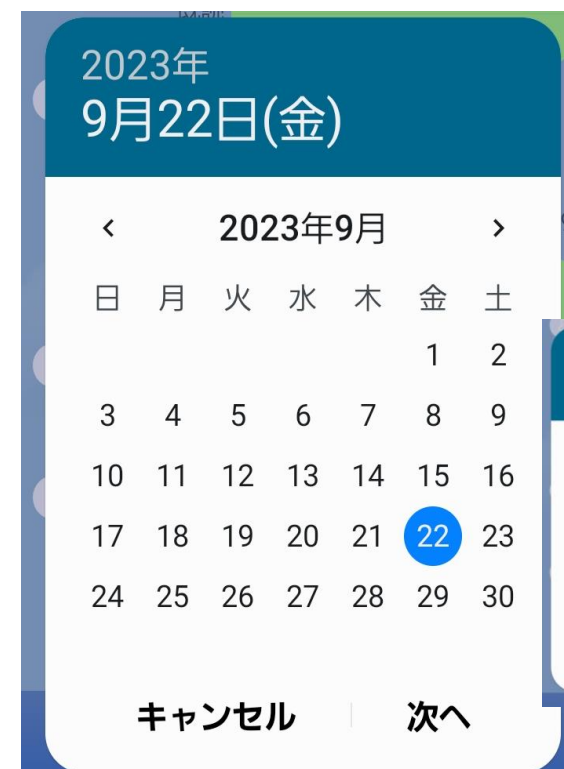 2023年
9月22日(金)
< 2023年9月 >
日 月 火 水 木 金 土
1 2
3 4 5 6 7 8 9
10 11 12 13 14 15 16
17 18 19 20 21 22 23
24 25 26 27 28 29 30
キャンセル 次へ